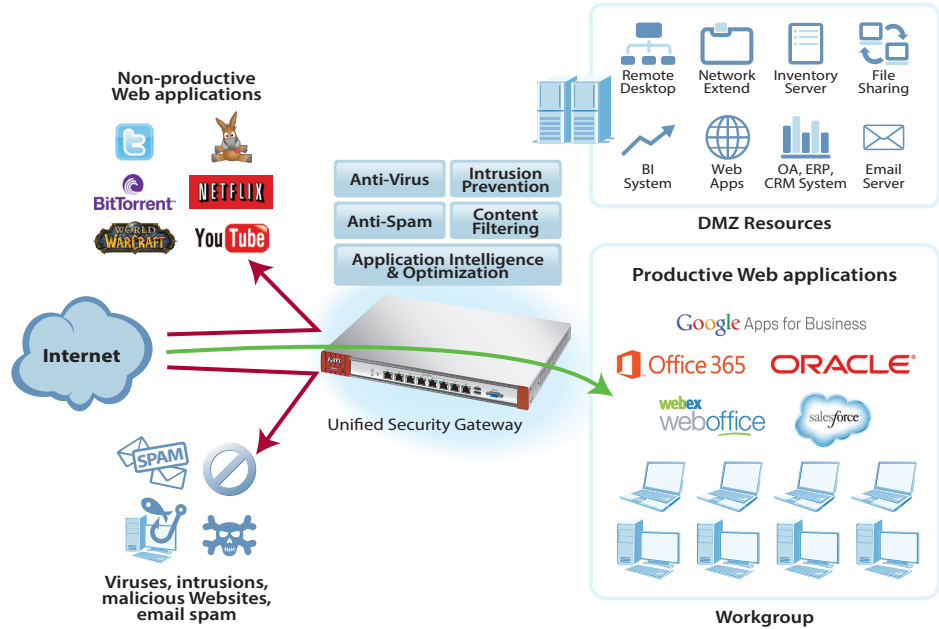 Non-productive
Web applications
BitTorrent
NETFLIX
WORLD
WARCRAFT
YouTube
Internet
SPAM
Viruses, intrusions,
malicious Websites,
email spam
Anti-Virus
Intrusion
Prevention
Anti-Spam
Content
Filtering
Application Intelligence
& Optimization
ZyXEL
Unified Security Gateway
Remote
Desktop
Network
Extend
Inventory
Server
File
Sharing
BI
System
Web
Apps
OA, ERP,
CRM System
Email
Server
DMZ Resources
Productive Web applications
Google Apps for Business
Office 365
ORACLE®
webex
weboffice
salesforce
Workgroup